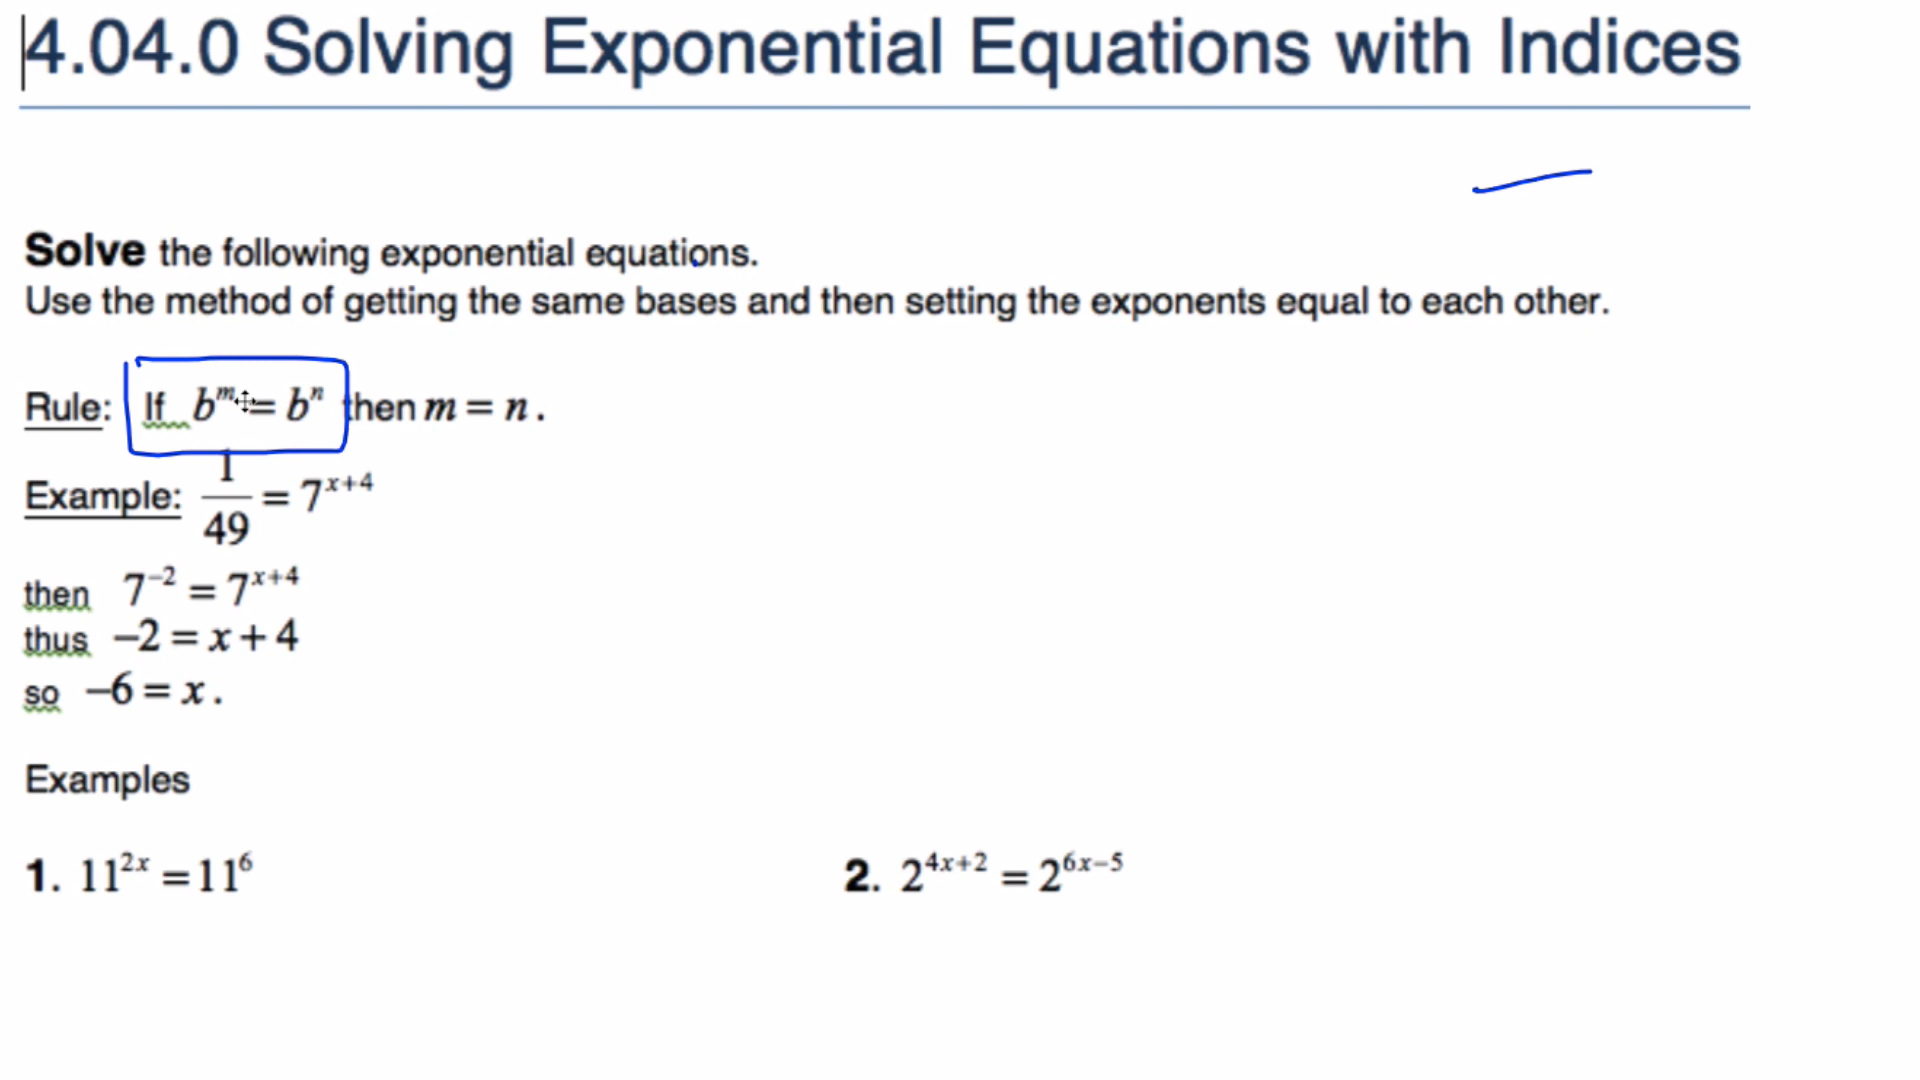 4.04.0 Solving Exponential Equations with Indices
Solve the following exponential equations.
Use the method of getting the same bases and then setting the exponents equal to each other.
Rule: If b^m = b^n then m = n.
Example: 1/49 = 7^(x+4)
then 7^(−2) = 7^(x+4)
thus −2 = x + 4
so −6 = x.
Examples
1. 11^(2x) = 11^6
2. 2^(4x+2) = 2^(6x−5)